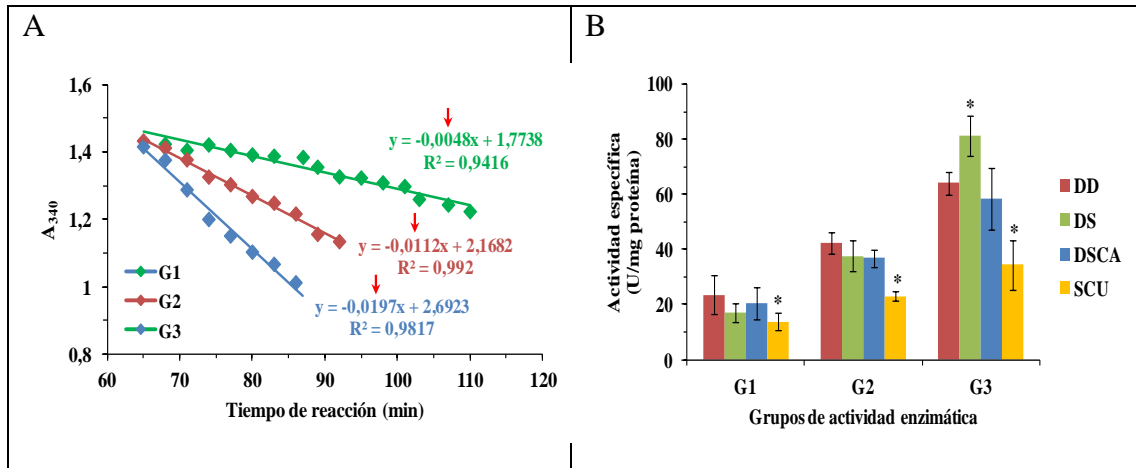 A
1,6
1,4
1,2
1
0,8
A340
60
70
80
90
100
110
120
Tiempo de reacción (min)
y = -0,0048x + 1,7738
R² = 0,9416
y = -0,0112x + 2,1682
R² = 0,992
y = -0,0197x + 2,6923
R² = 0,9817
G1
G2
G3
B
100
80
60
40
20
0
Actividad específica
(U/mg proteína)
*
*
*
*
G1
G2
G3
Grupos de actividad enzimática
DD
DS
DSCA
SCU